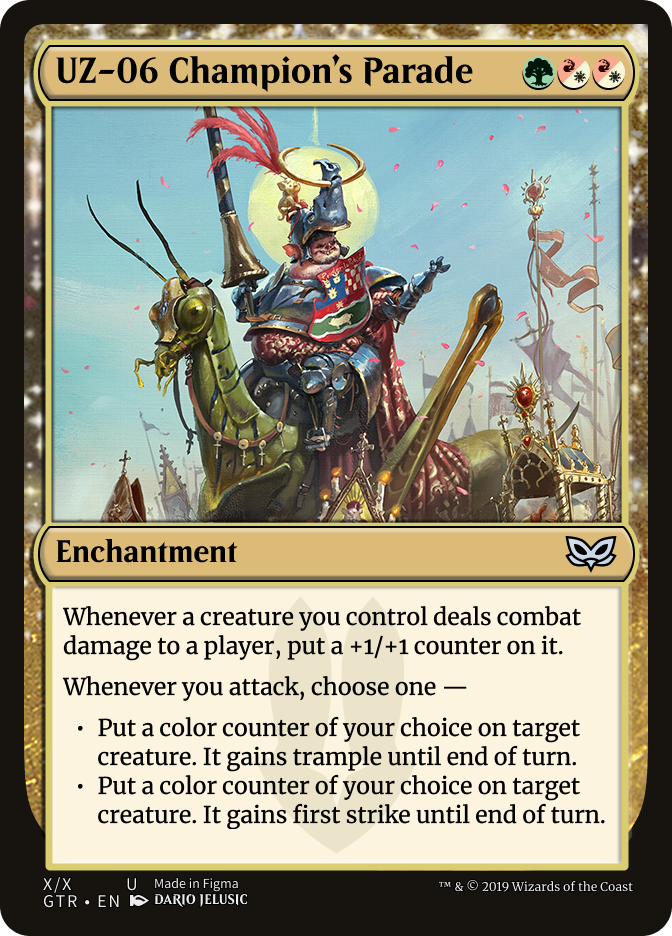 UZ-06 Champion's Parade
Enchantment
Whenever a creature you control deals combat
damage to a player, put a +1/+1 counter on it.
Whenever you attack, choose one —
• Put a color counter of your choice on target
creature. It gains trample until end of turn.
• Put a color counter of your choice on target
creature. It gains first strike until end of turn.
X/X U Made in Figma ™ & © 2019 Wizards of the Coast
GTR • EN DARIO JELUSIC